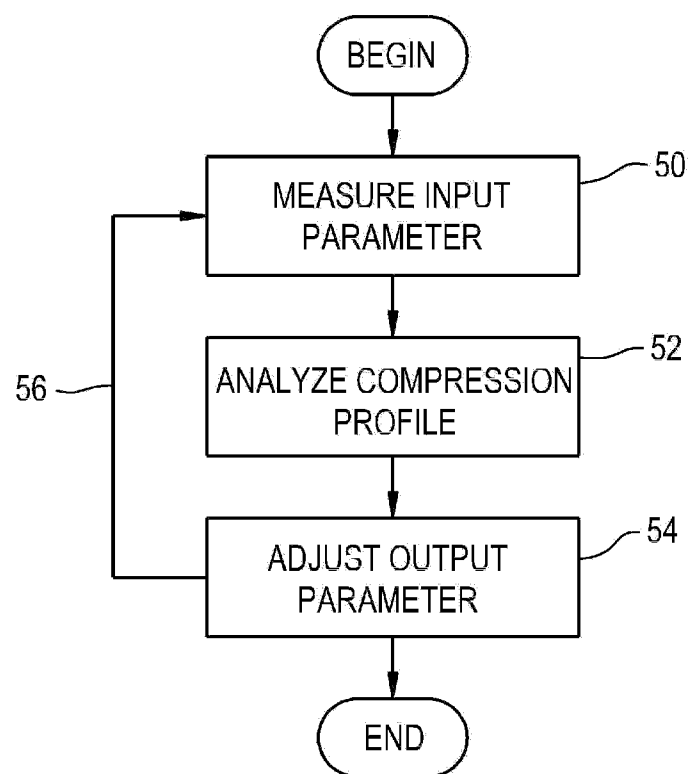 BEGIN
MEASURE INPUT
PARAMETER
50
ANALYZE COMPRESSION
PROFILE
52
56
ADJUST OUTPUT
PARAMETER
54
END